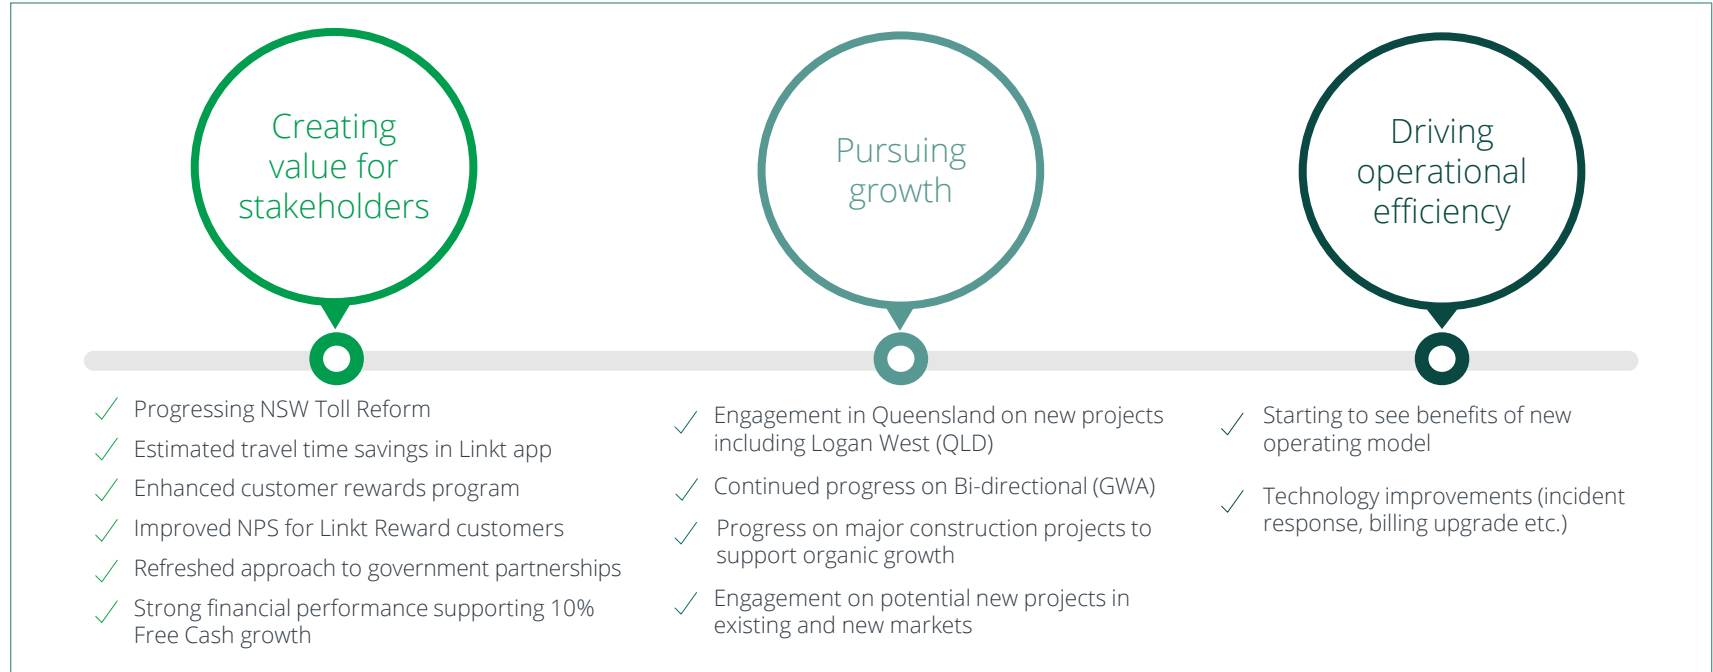 Creating
value for
stakeholders
Progressing NSW Toll Reform
Estimated travel time savings in Linkt app
Enhanced customer rewards program
Improved NPS for Linkt Reward customers
Refreshed approach to government partnerships
Strong financial performance supporting 10%
Free Cash growth
Pursuing
growth
Engagement in Queensland on new projects
including Logan West (QLD)
Continued progress on Bi-directional (GWA)
Progress on major construction projects to
support organic growth
Engagement on potential new projects in
existing and new markets
Driving
operational
efficiency
Starting to see benefits of new
operating model
Technology improvements (incident
response, billing upgrade etc.)